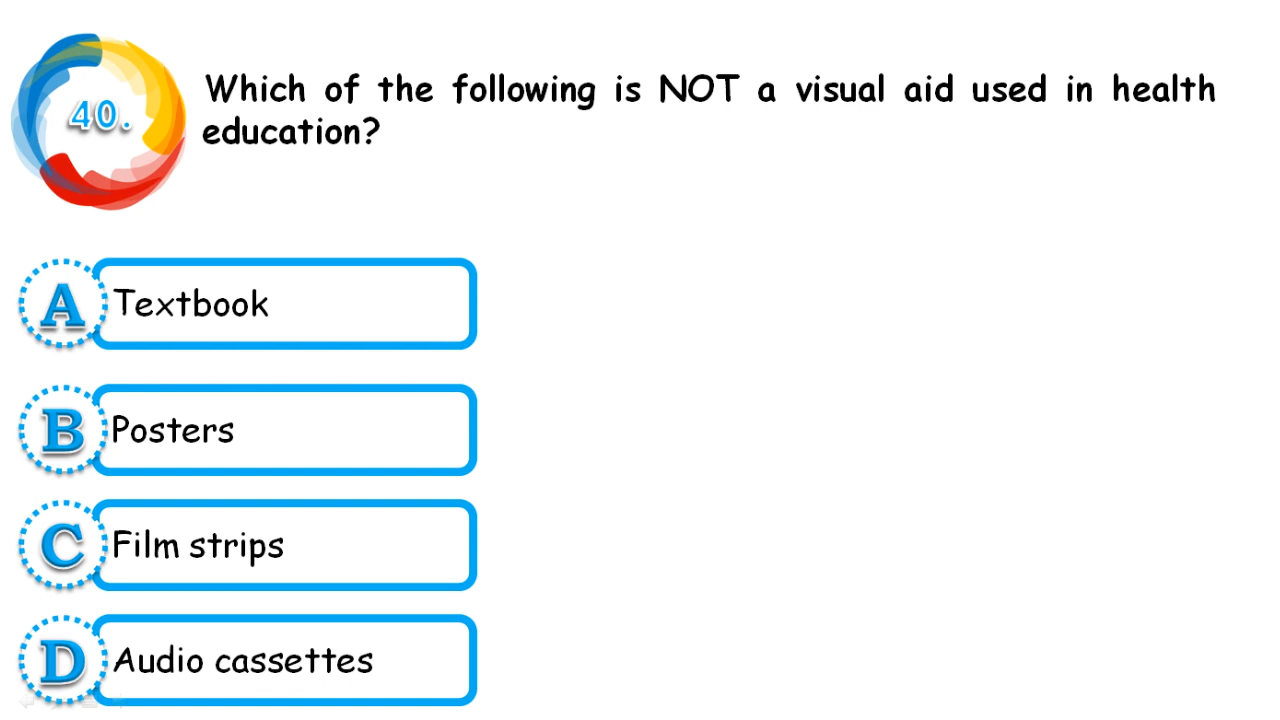 40.
Which of the following is NOT a visual aid used in health
education?
A Textbook
B Posters
C Film strips
D Audio cassettes